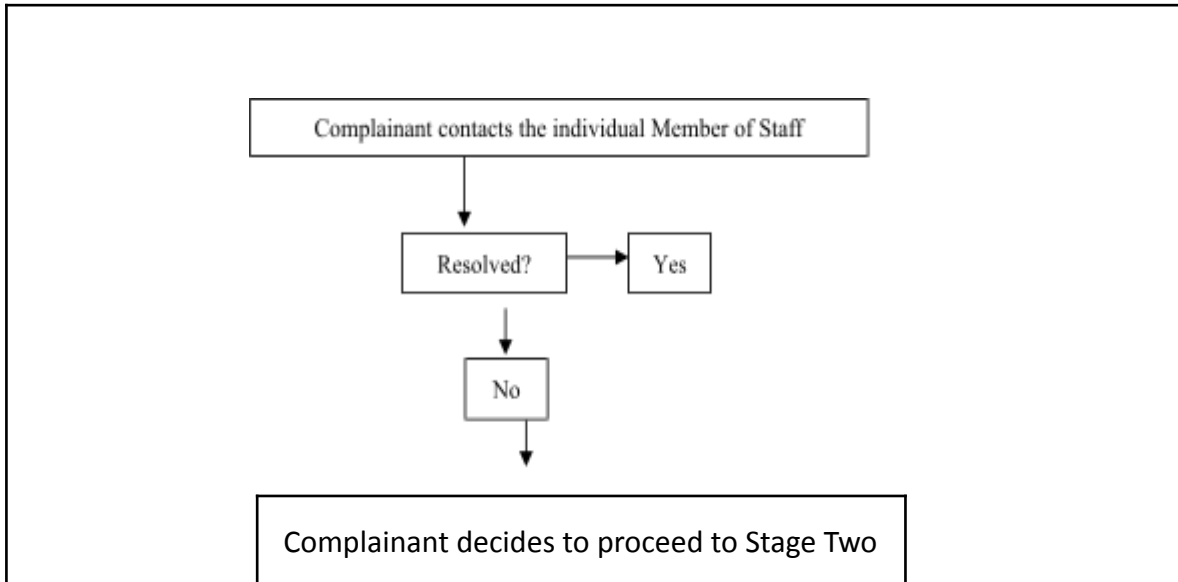 Complainant contacts the individual Member of Staff
Resolved?
Yes
No
Complainant decides to proceed to Stage Two